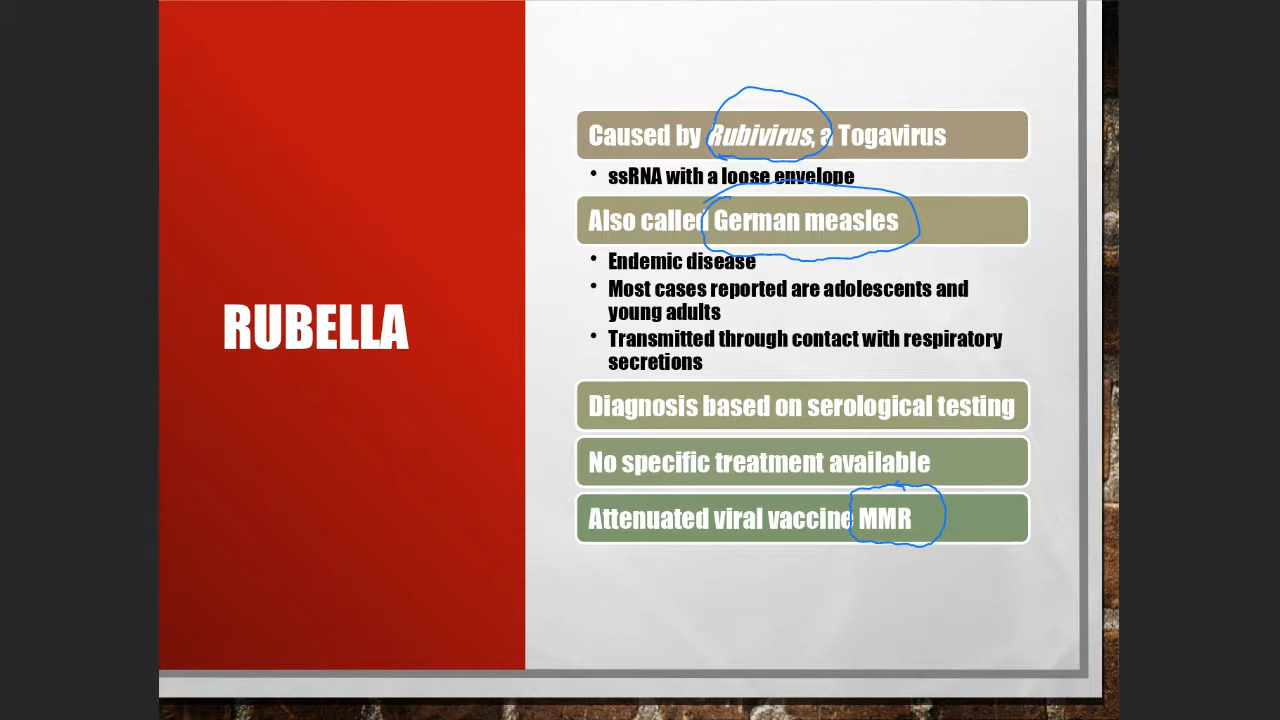 RUBELLA
Caused by Rubivirus, a Togavirus
• ssRNA with a loose envelope
Also called German measles
• Endemic disease
• Most cases reported are adolescents and
young adults
• Transmitted through contact with respiratory
secretions
Diagnosis based on serological testing
No specific treatment available
Attenuated viral vaccine MMR